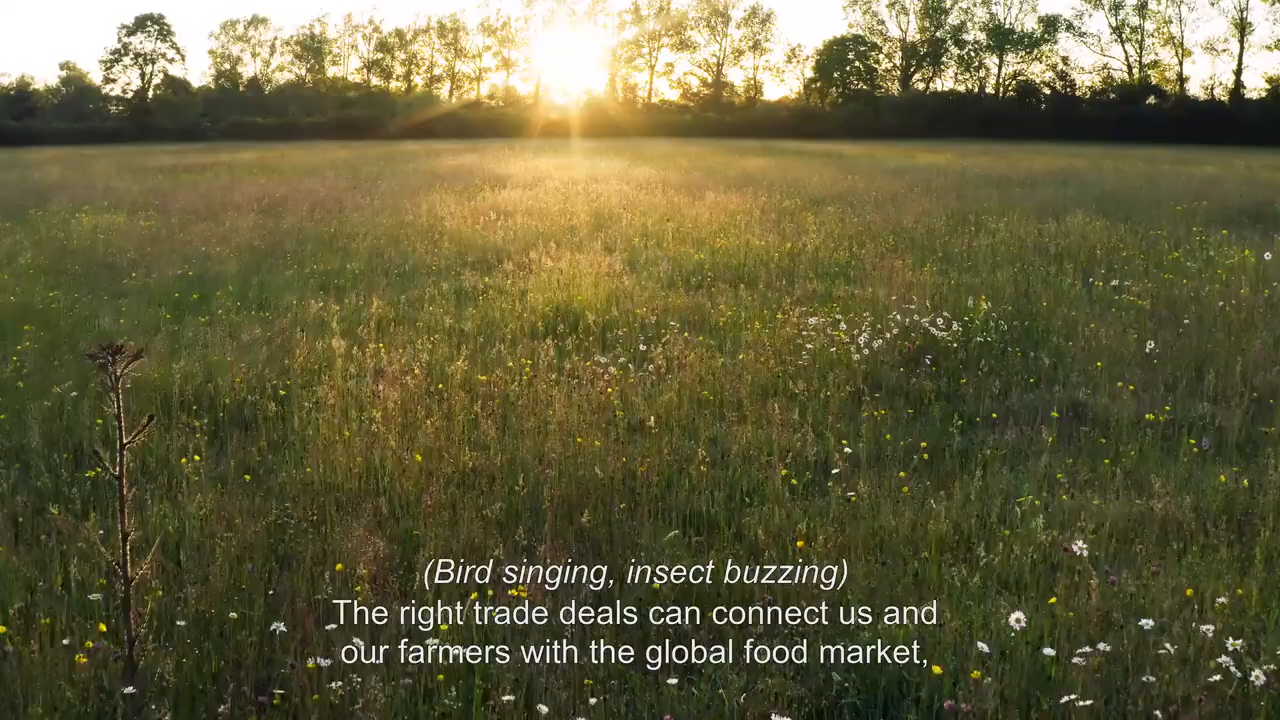 (Bird singing, insect buzzing)
The right trade deals can connect us and
our farmers with the global food market,